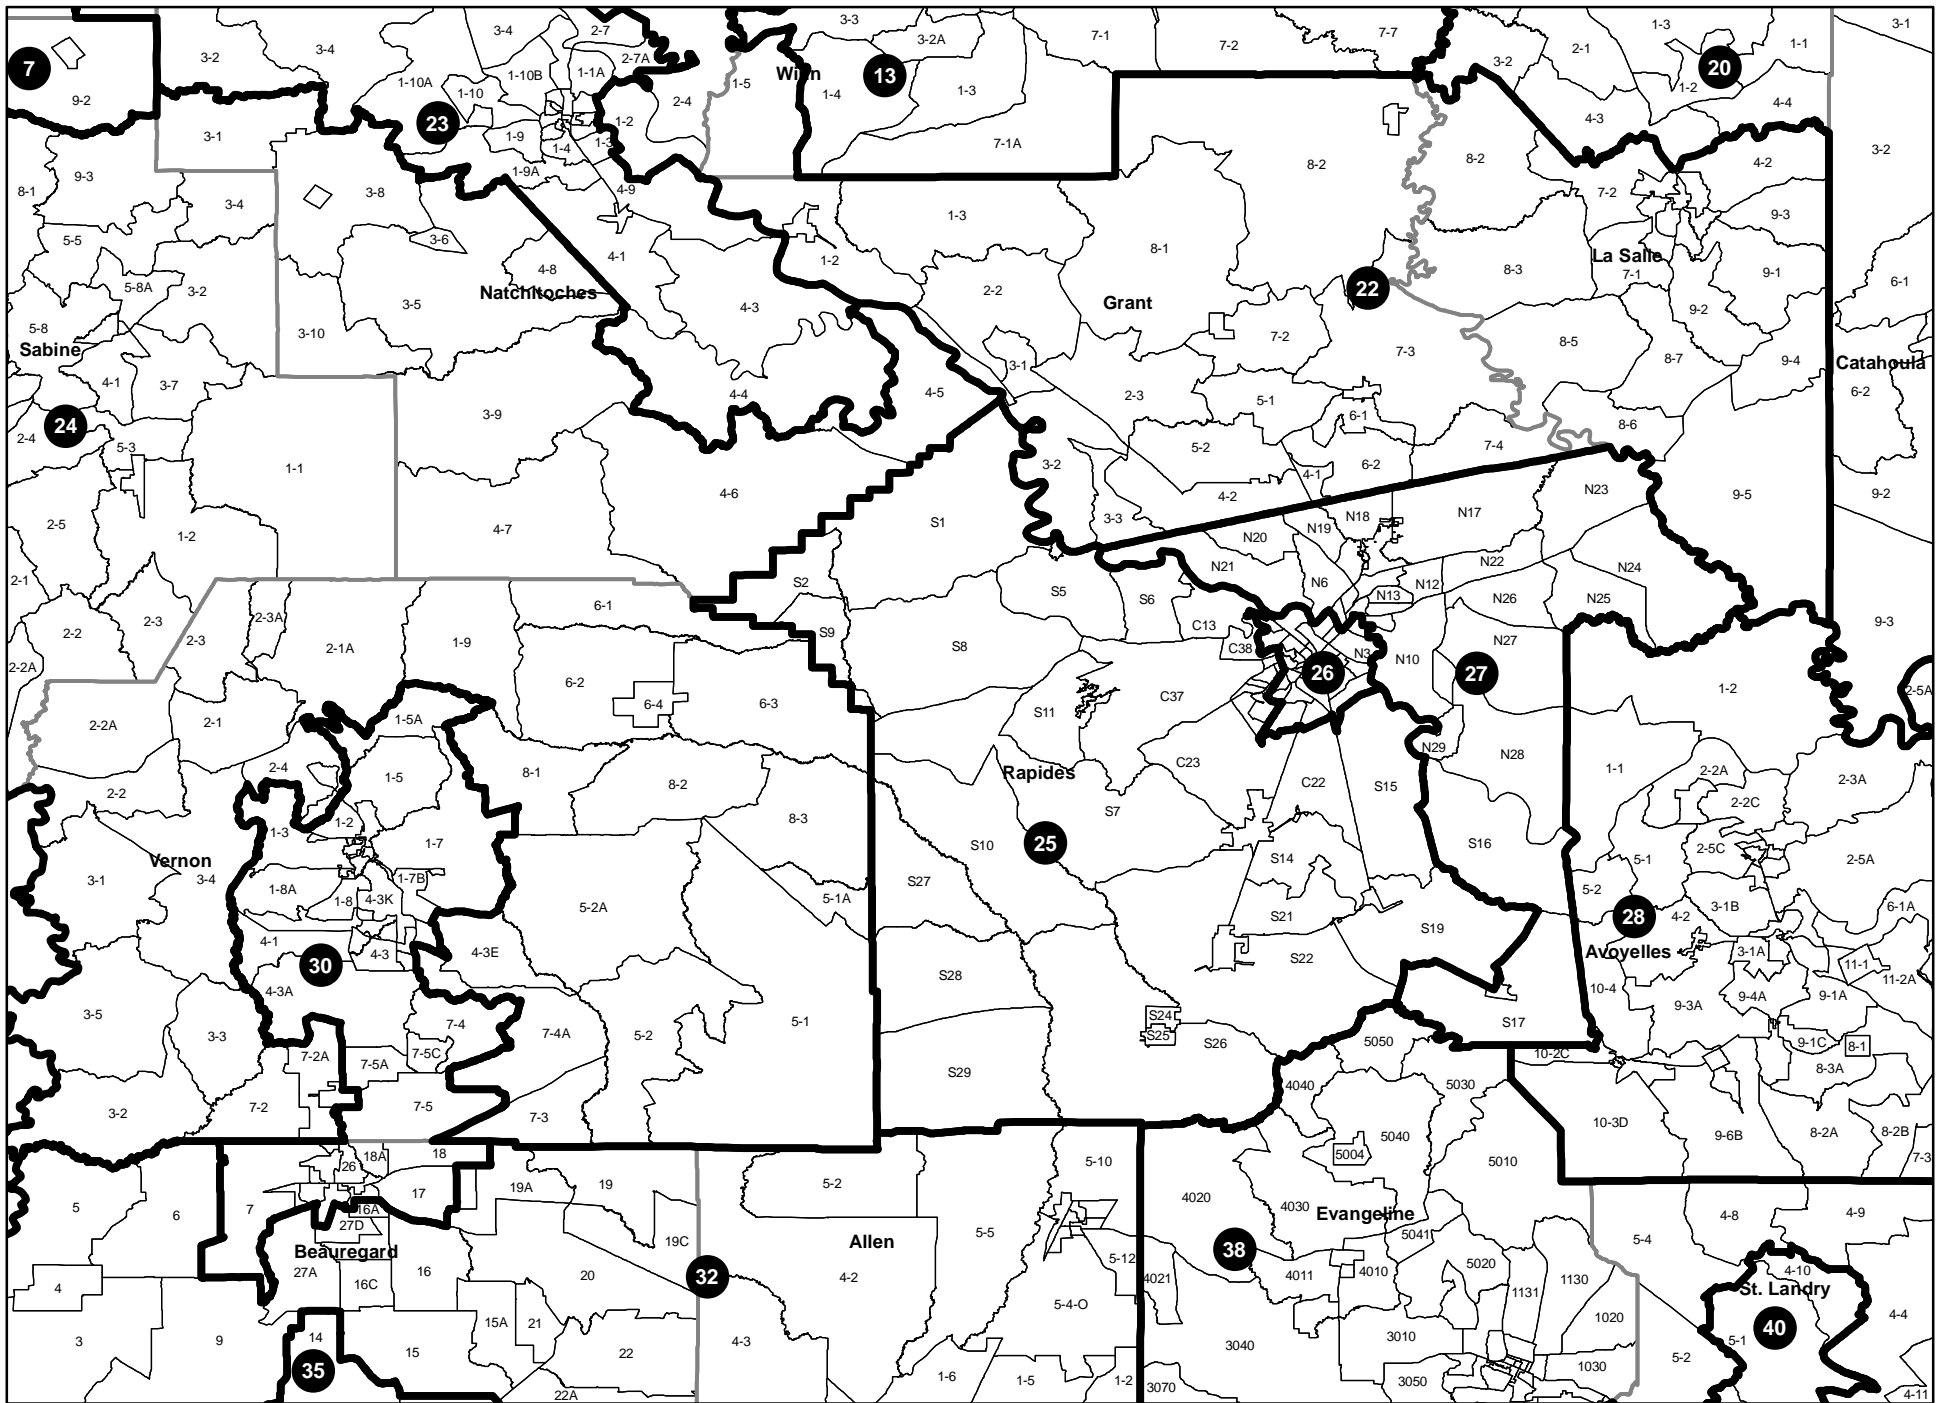 3-3
3-1
3-4
2-7
1-3
3-2
3-4
3-2A
7-1
7-2
7-7
2-1
1-1
7
2-7A
3-2
20
1-10A
1-10B
1-1A
1-5
Winn
13
1-10
1-4
1-3
1-2
9-2
2-4
4-4
23
1-2
4-3
3-1
1-9
1-4
1-3
7-1A
3-2
8-2
8-2
4-2
9-3
1-9A
8-1
4-9
7-2
3-4
3-8
1-3
9-3
5-5
3-6
4-1
1-2
8-1
La Salle
4-8
8-3
7-1
9-1
6-1
5-8A
3-2
Natchitoches
2-2
Grant
22
3-5
4-3
9-2
5-8
3-10
7-2
8-5
Sabine
7-3
8-7
9-4
Catahoula
4-1
3-7
3-1
4-4
4-5
2-3
5-1
6-2
3-9
6-1
24
8-6
2-4
5-3
5-2
7-4
1-1
3-2
6-2
4-1
4-6
4-2
N23
9-5
9-2
2-5
S1
3-3
N18
N17
4-7
N19
1-2
N20
N22
N21
N24
2-1
S2
N6
N12
S5
S6
N13
N26
N25
6-1
2-3A
2-3
C13
9-3
2-2
2-3
S9
N27
2-1A
1-9
S8
C38
N3
N10
2-2A
26
27
6-2
1-2
2-5A
6-4
6-3
S11
C37
2-2A
2-1
1-5A
N29
N28
C23
2-4
1-5
8-1
Rapides
1-1
2-2A
2-3A
2-2
8-2
C22
S15
2-2C
S7
1-3
1-2
8-3
1-7
S10
25
S16
2-5C
Vernon
5-1
2-5A
3-1
3-4
S14
1-7B
S27
1-8A
5-2
1-8
4-3K
5-1A
5-2A
S21
28
4-2
3-1B
6-1A
4-1
S19
4-3
4-3E
Avoyelles
3-1A
30
S22
11-1
S28
11-2A
4-3A
10-4
9-4A
9-1A
9-3A
3-5
S24
7-4
5-1
S17
3-3
7-4A
5-2
S25
S26
5050
9-1C
8-1
7-2A
7-5C
10-2C
7-5A
8-3A
S29
4040
5030
3-2
7-2
7-5
7-3
10-3D
5040
9-6B
8-2A
8-2B
18A
18
5004
26
5-10
5010
7-3
19
5-2
19A
17
4020
5
7
4030
16A
6
Evangeline
4-8
4-9
27D
5-5
5041
5-4
19C
Allen
Beauregard
38
5-12
27A
16
20
32
4-2
4021
4011
4010
5020
1130
4-10
16C
4
1131
St. Landry
5-4-O
4-4
1020
15A
21
40
14
3010
3
9
4-3
3040
5-1
15
22
5-2
35
1030
1-6
1-5
1-2
3050
3070
22A
4-11